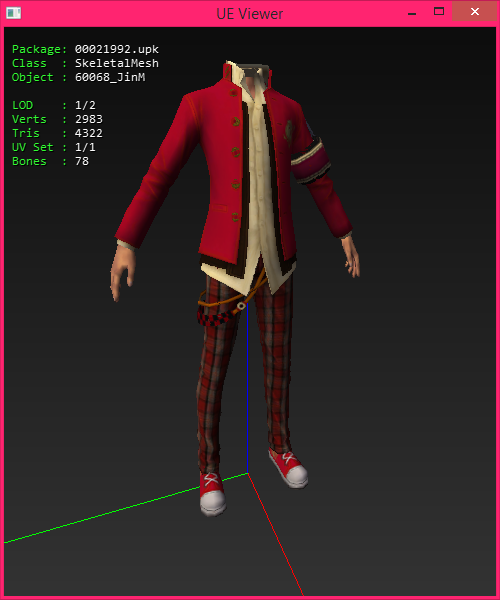 UE Viewer
Package: 00021992.upk
Class : SkeletalMesh
Object : 60068_JinM
LOD : 1/2
Verts : 2983
Tris : 4322
UV Set : 1/1
Bones : 78